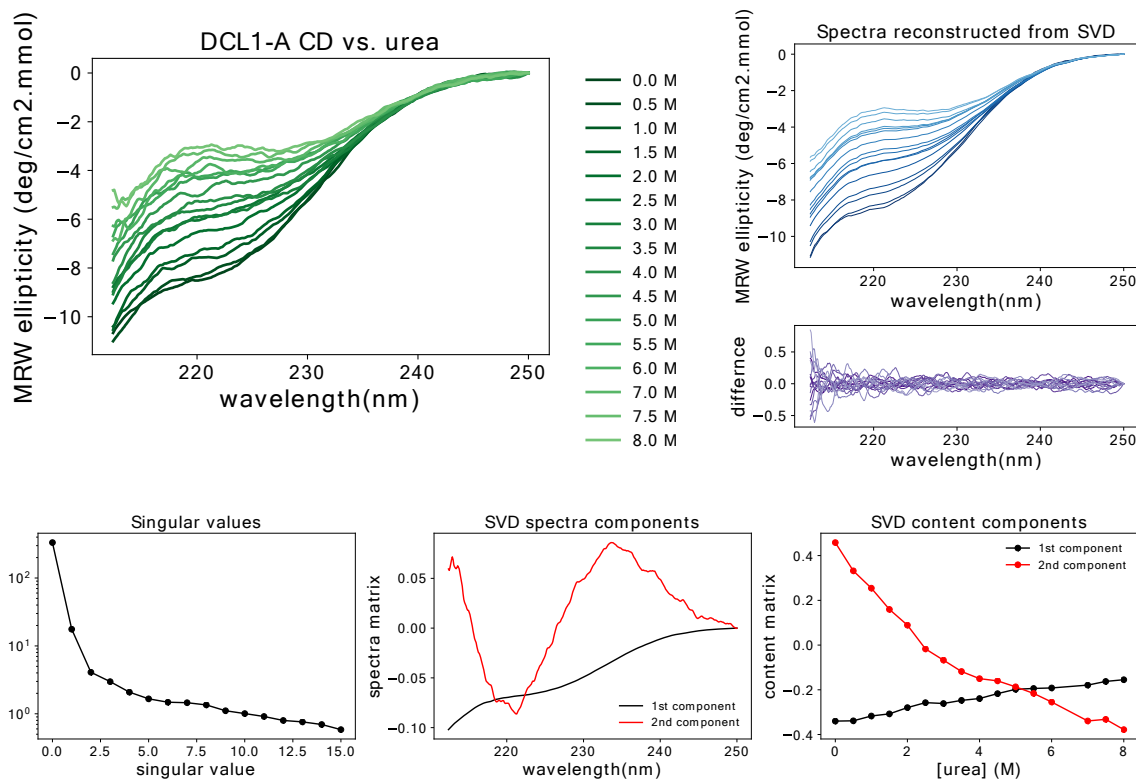 DCL1-A CD vs. urea
MRW ellipticity (deg/cm2.mmol)
0
−2
−4
−6
−8
−10
220
230
240
250
wavelength(nm)
0.0 M
0.5 M
1.0 M
1.5 M
2.0 M
2.5 M
3.0 M
3.5 M
4.0 M
4.5 M
5.0 M
5.5 M
6.0 M
7.0 M
7.5 M
8.0 M
Spectra reconstructed from SVD
MRW ellipticity (deg/cm2.mmol)
0
−2
−4
−6
−8
−10
220
230
240
250
wavelength(nm)
differnce
0.5
0.0
−0.5
220
230
240
250
wavelength(nm)
Singular values
10²
10¹
10⁰
0.0
2.5
5.0
7.5
10.0
12.5
15.0
singular value
SVD spectra components
spectra matrix
0.05
0.00
−0.05
−0.10
1st component
2nd component
220
230
240
250
wavelength(nm)
SVD content components
content matrix
0.4
0.2
0.0
−0.2
−0.4
1st component
2nd component
0
2
4
6
8
[urea] (M)